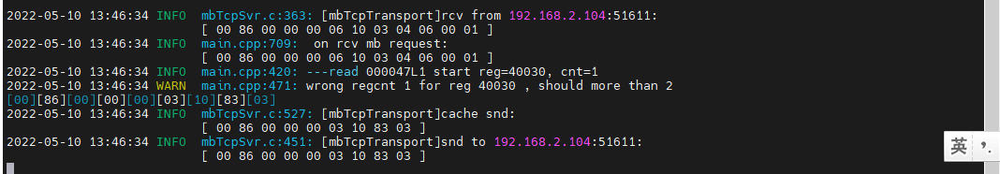 2022-05-10 13:46:34 INFO  mbTcpSvr.c:363: [mbTcpTransport]rcv from 192.168.2.104:51611:
[ 00 86 00 00 00 06 10 03 04 06 00 01 ]
2022-05-10 13:46:34 INFO  main.cpp:709:  on rcv mb request:
[ 00 86 00 00 00 06 10 03 04 06 00 01 ]
2022-05-10 13:46:34 INFO  main.cpp:420: ---read 000047L1 start reg=40030, cnt=1
2022-05-10 13:46:34 WARN  main.cpp:471: wrong regcnt 1 for reg 40030 , should more than 2
[00][86][00][00][00][03][10][83][03]
2022-05-10 13:46:34 INFO  mbTcpSvr.c:527: [mbTcpTransport]cache snd:
[ 00 86 00 00 00 03 10 83 03 ]
2022-05-10 13:46:34 INFO  mbTcpSvr.c:451: [mbTcpTransport]snd to 192.168.2.104:51611:
[ 00 86 00 00 00 03 10 83 03 ]
英 ',